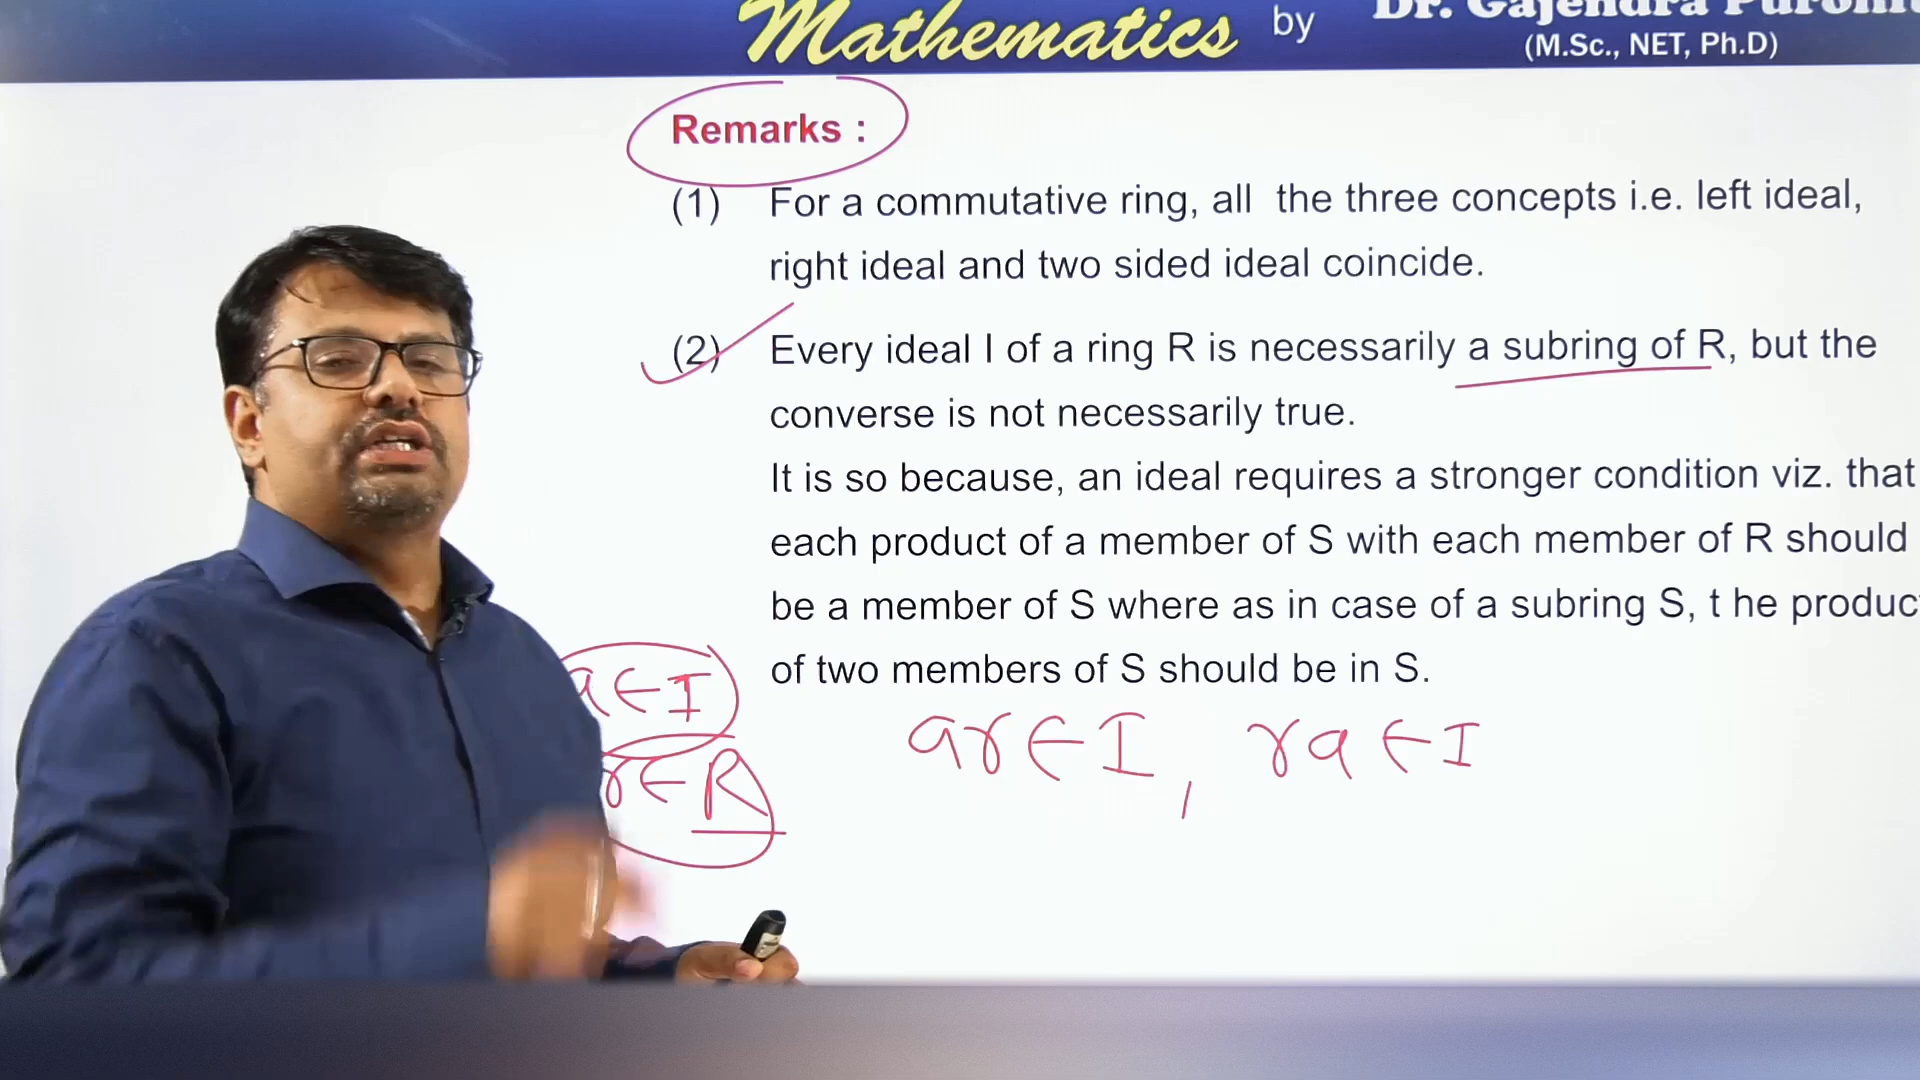 Mathematics by Dr. Gajendra Purohit
(M.Sc., NET, Ph.D)
Remarks :
(1) For a commutative ring, all the three concepts i.e. left ideal,
right ideal and two sided ideal coincide.
(2) Every ideal I of a ring R is necessarily a subring of R, but the
converse is not necessarily true.
It is so because, an ideal requires a stronger condition viz. that
each product of a member of S with each member of R should
be a member of S where as in case of a subring S, t he produc
of two members of S should be in S.
a∈I
r∈R
ar∈I, ra∈I